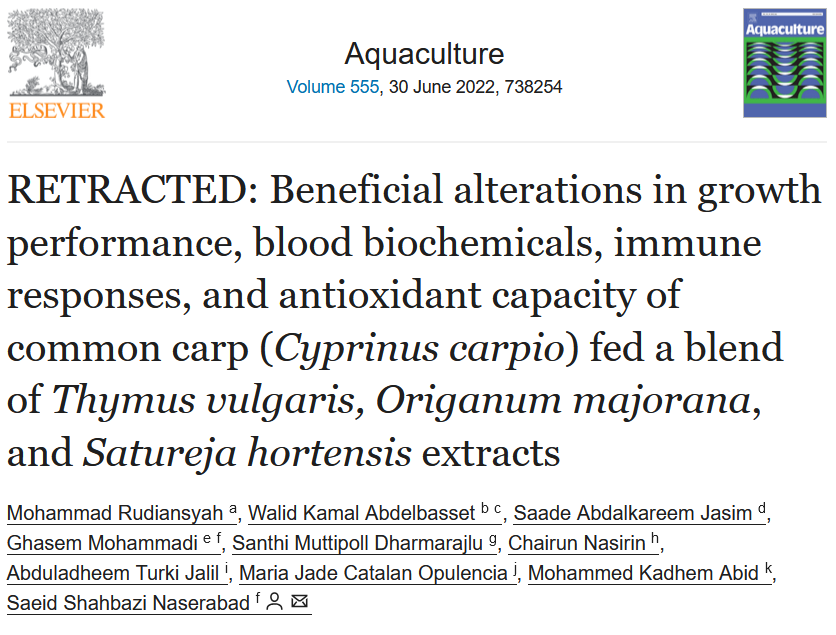 ELSEVIER
Aquaculture
Volume 555, 30 June 2022, 738254
Aquaculture
RETRACTED: Beneficial alterations in growth
performance, blood biochemicals, immune
responses, and antioxidant capacity of
common carp (Cyprinus carpio) fed a blend
of Thymus vulgaris, Origanum majorana,
and Satureja hortensis extracts
Mohammad Rudiansyah a, Walid Kamal Abdelbasset b c, Saade Abdalkareem Jasim d,
Ghasem Mohammadi e f, Santhi Muttipoll Dharmarajlu g, Chairun Nasirin h,
Abduladheem Turki Jalil i, Maria Jade Catalan Opulencia j, Mohammed Kadhem Abid k,
Saeid Shahbazi Naserabad f